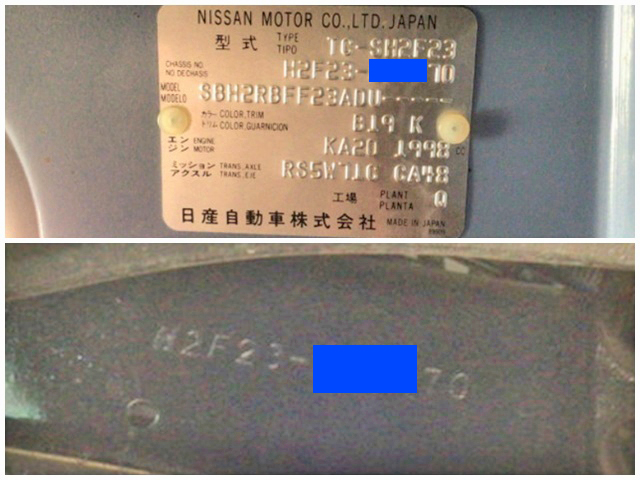 NISSAN MOTOR CO.,LTD. JAPAN
型式 TYPE TIPO TC-SH2F23
CHASSIS NO. NO DE CHASIS H2F23- 70
MODEL MODELO SBH2RBFF23ADU-----
カラー トリム COLOR,TRIM COLOR,GUARNICION B19 K
エンジン ENGINE MOTOR KA20 1998 CC
ミッション アクスル TRANS.,AXLE TRANS.,EJE RS5W71C CA48
工場 PLANT PLANTA Q
日産自動車株式会社 MADE IN JAPAN
H2F23- 70